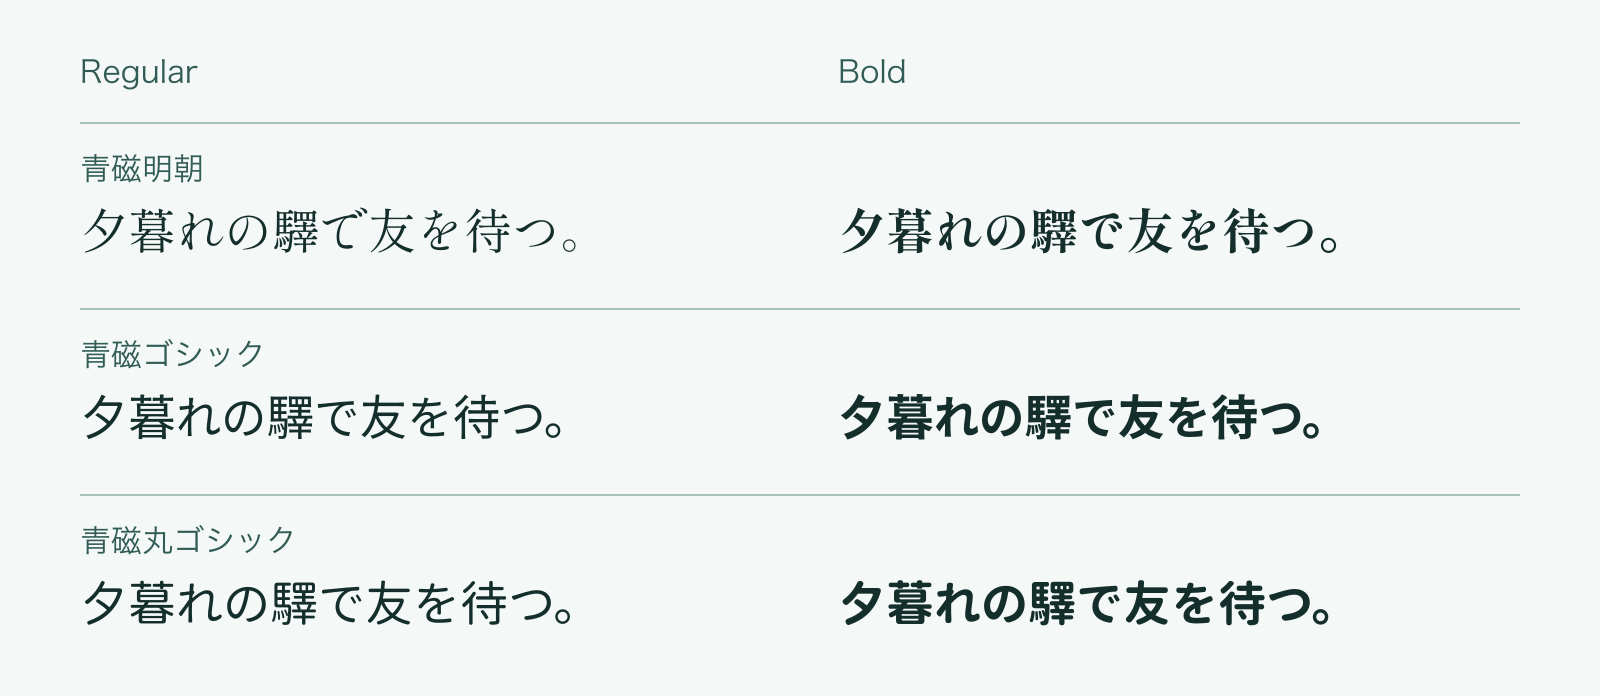 Regular Bold
青磁明朝
夕暮れの驛で友を待つ。 夕暮れの驛で友を待つ。
青磁ゴシック
夕暮れの驛で友を待つ。 夕暮れの驛で友を待つ。
青磁丸ゴシック
夕暮れの驛で友を待つ。 夕暮れの驛で友を待つ。